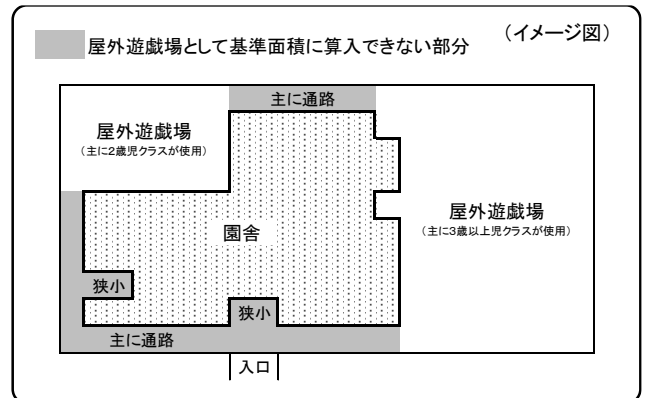 （イメージ図）
屋外遊戯場として基準面積に算入できない部分
主に通路
屋外遊戯場
（主に2歳児クラスが使用）
屋外遊戯場
（主に3歳以上児クラスが使用）
園舎
狭小
狭小
主に通路
入口